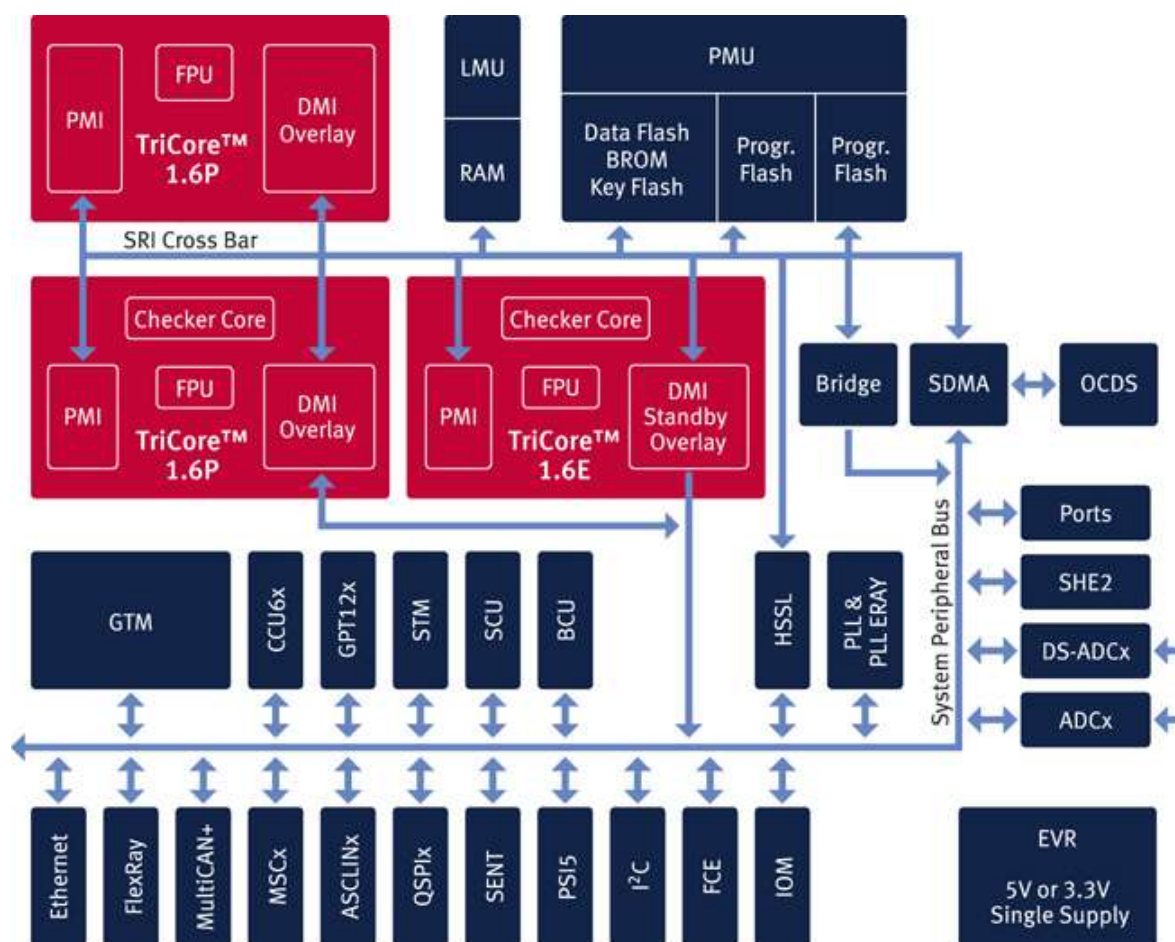 FPU
PMI
DMI
Overlay
TriCore™
1.6P
LMU
RAM
PMU
Data Flash
BROM
Key Flash
Progr.
Flash
Progr.
Flash
SRI Cross Bar
Checker Core
PMI
FPU
DMI
Overlay
TriCore™
1.6P
Checker Core
PMI
FPU
DMI
Standby
Overlay
TriCore™
1.6E
Bridge
SDMA
OCDS
System Peripheral Bus
Ports
SHE2
DS-ADCx
ADCx
GTM
CCU6x
GPT12x
STM
SCU
BCU
HSSL
PLL &
PLL ERAY
Ethernet
FlexRay
MultiCAN+
MSCx
ASCLINx
QSPIx
SENT
PSI5
I²C
FCE
IOM
EVR
5V or 3.3V
Single Supply